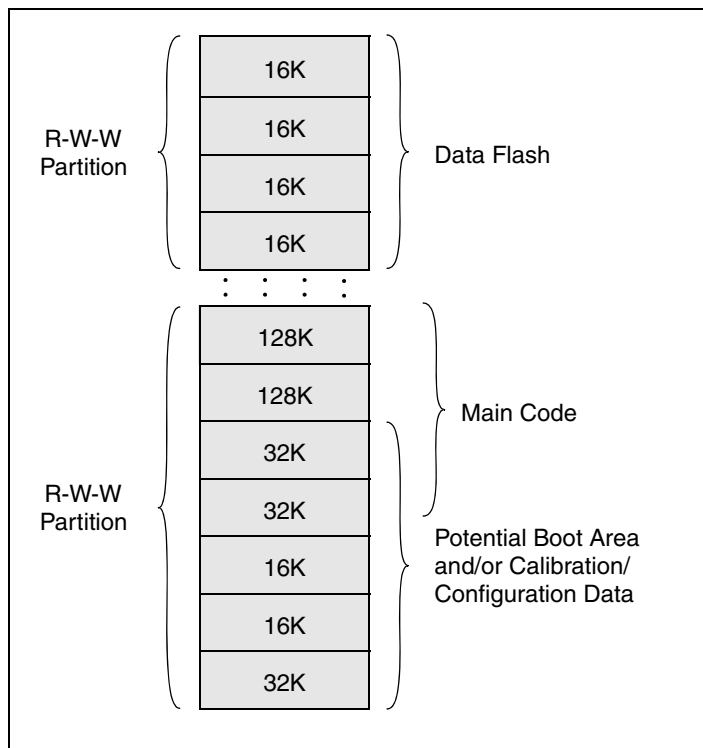 16K
R-W-W
Partition
16K
Data Flash
16K
16K
128K
128K
Main Code
32K
R-W-W
Partition
32K
Potential Boot Area
and/or Calibration/
Configuration Data
16K
16K
32K